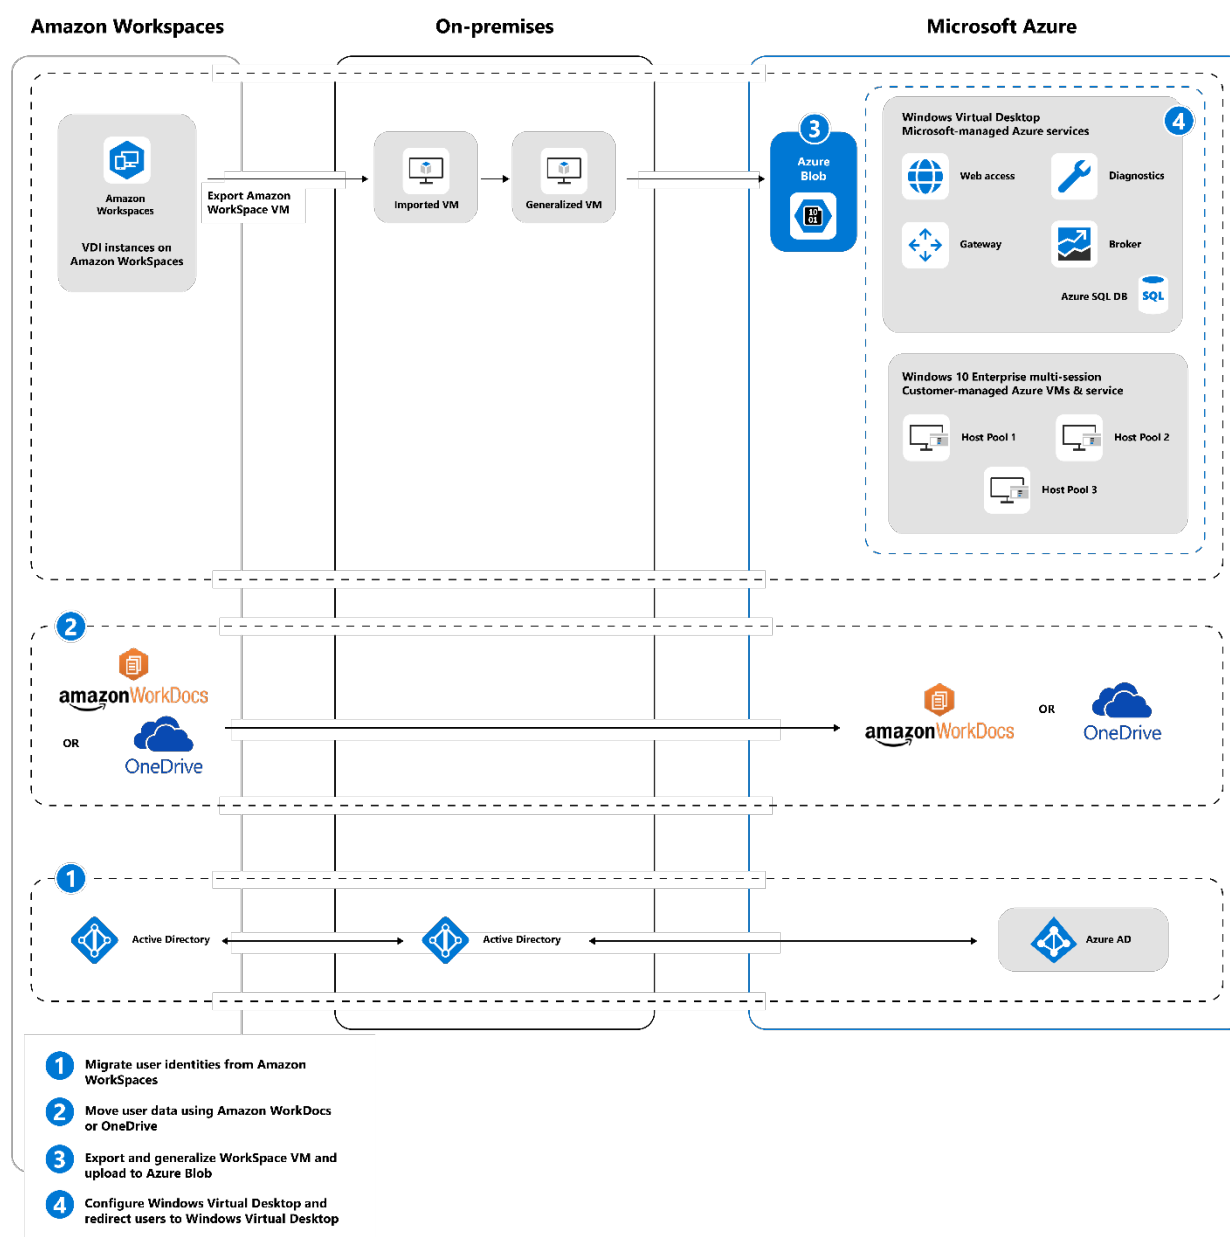 Amazon Workspaces
On-premises
Microsoft Azure
Amazon
Workspaces
VDI instances on
Amazon WorkSpaces
Export Amazon
WorkSpace VM
Imported VM
Generalized VM
3
Azure
Blob
10
01
4
Windows Virtual Desktop
Microsoft-managed Azure services
Web access
Diagnostics
Gateway
Broker
Azure SQL DB
SQL
Windows 10 Enterprise multi-session
Customer-managed Azure VMs & service
Host Pool 1
Host Pool 2
Host Pool 3
2
amazonWorkDocs
OR
OneDrive
amazonWorkDocs
OR
OneDrive
1
Active Directory
Active Directory
Azure AD
1 Migrate user identities from Amazon
WorkSpaces
2 Move user data using Amazon WorkDocs
or OneDrive
3 Export and generalize WorkSpace VM and
upload to Azure Blob
4 Configure Windows Virtual Desktop and
redirect users to Windows Virtual Desktop